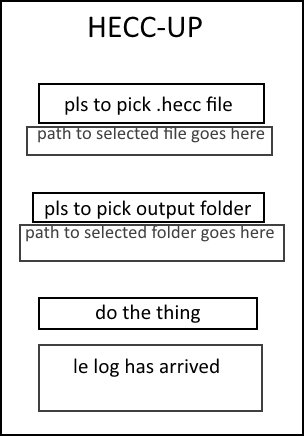 HECC-UP
pls to pick .hecc file
path to selected file goes here
pls to pick output folder
path to selected folder goes here
do the thing
le log has arrived